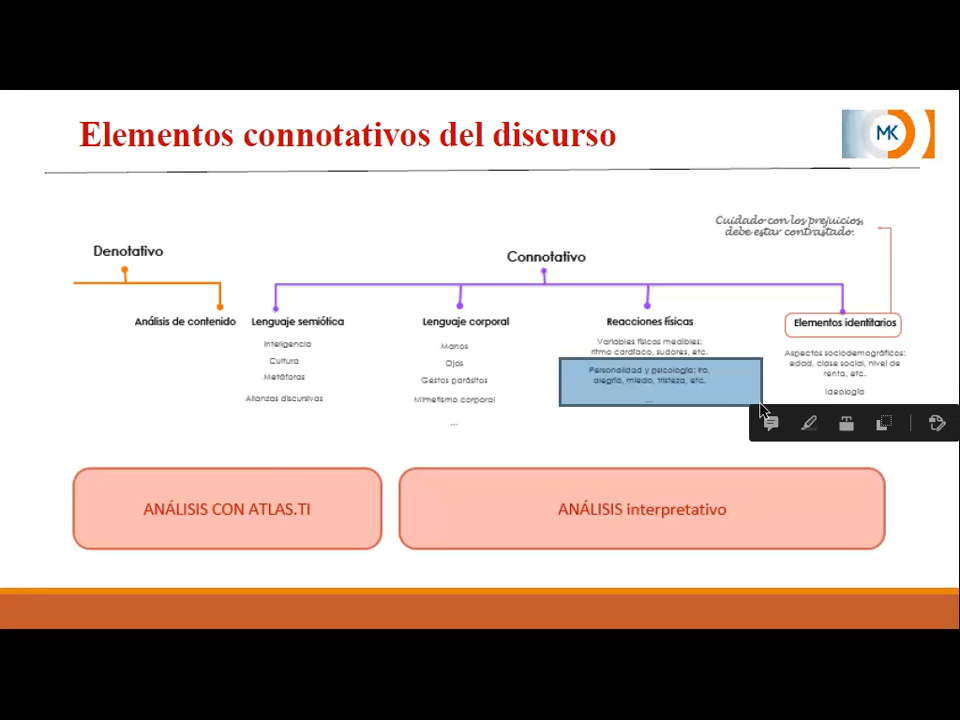 Elementos connotativos del discurso
MK
Cuidado con los prejuicios,
debe estar contrastado.
Denotativo
Connotativo
Análisis de contenido
Lenguaje semiótica
Lenguaje corporal
Reacciones físicas
Elementos identitarios
Inteligencia
Cultura
Metáforas
Alianzas discursivas
Manos
Ojos
Gestos parásitos
Mimetismo corporal
...
Variables físicas medibles:
ritmo cardíaco, sudores, etc.
Personalidad y psicología: ira,
alegría, miedo, tristeza, etc.
...
Aspectos sociodemográficos:
edad, clase social, nivel de
renta, etc.
Ideología
ANÁLISIS CON ATLAS.TI
ANÁLISIS interpretativo